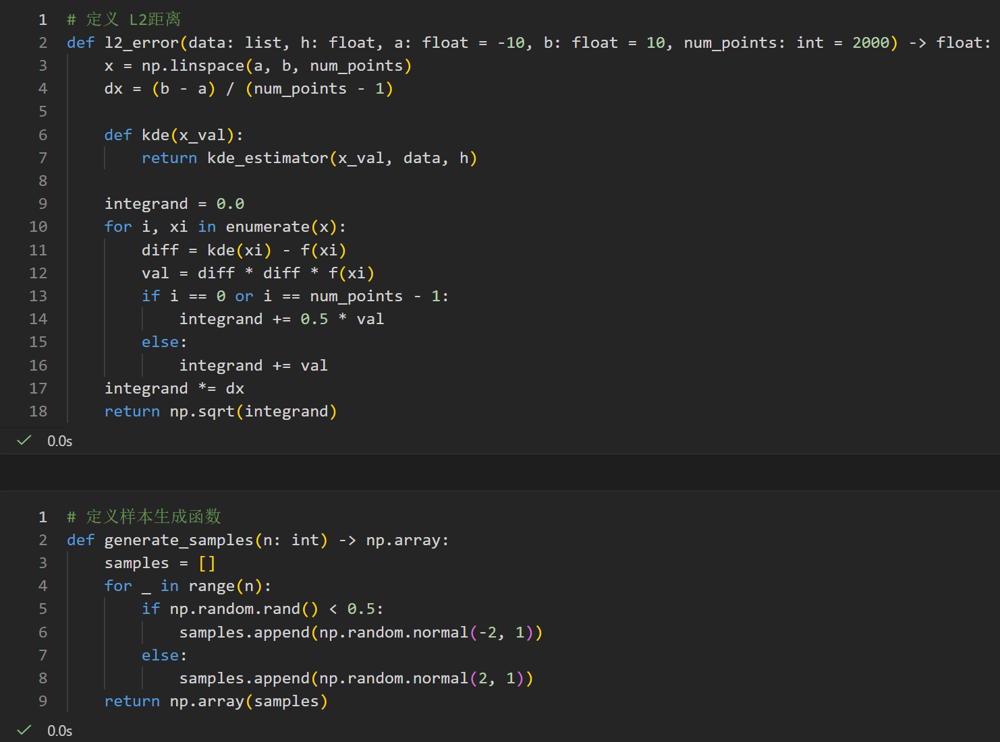 1 # 定义 L2距离
2 def l2_error(data: list, h: float, a: float = -10, b: float = 10, num_points: int = 2000) -> float:
3     x = np.linspace(a, b, num_points)
4     dx = (b - a) / (num_points - 1)
5
6     def kde(x_val):
7         return kde_estimator(x_val, data, h)
8
9     integrand = 0.0
10     for i, xi in enumerate(x):
11         diff = kde(xi) - f(xi)
12         val = diff * diff * f(xi)
13         if i == 0 or i == num_points - 1:
14             integrand += 0.5 * val
15         else:
16             integrand += val
17     integrand *= dx
18     return np.sqrt(integrand)
0.0s
1 # 定义样本生成函数
2 def generate_samples(n: int) -> np.array:
3     samples = []
4     for _ in range(n):
5         if np.random.rand() < 0.5:
6             samples.append(np.random.normal(-2, 1))
7         else:
8             samples.append(np.random.normal(2, 1))
9     return np.array(samples)
0.0s